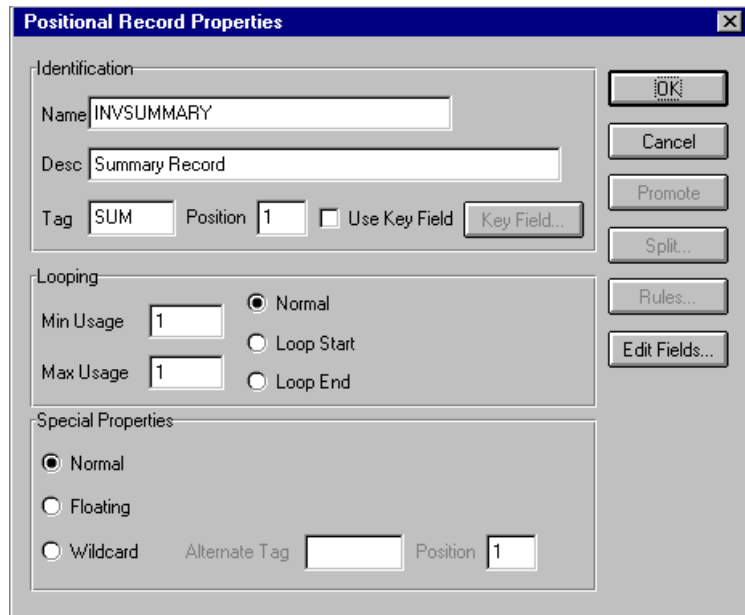 Positional Record Properties
Identification
Name INVSUMMARY
Desc Summary Record
Tag SUM Position 1 Use Key Field Key Field...
Looping
Min Usage 1
Max Usage 1
Normal
Loop Start
Loop End
Special Properties
Normal
Floating
Wildcard Alternate Tag Position 1
OK
Cancel
Promote
Split...
Rules...
Edit Fields...